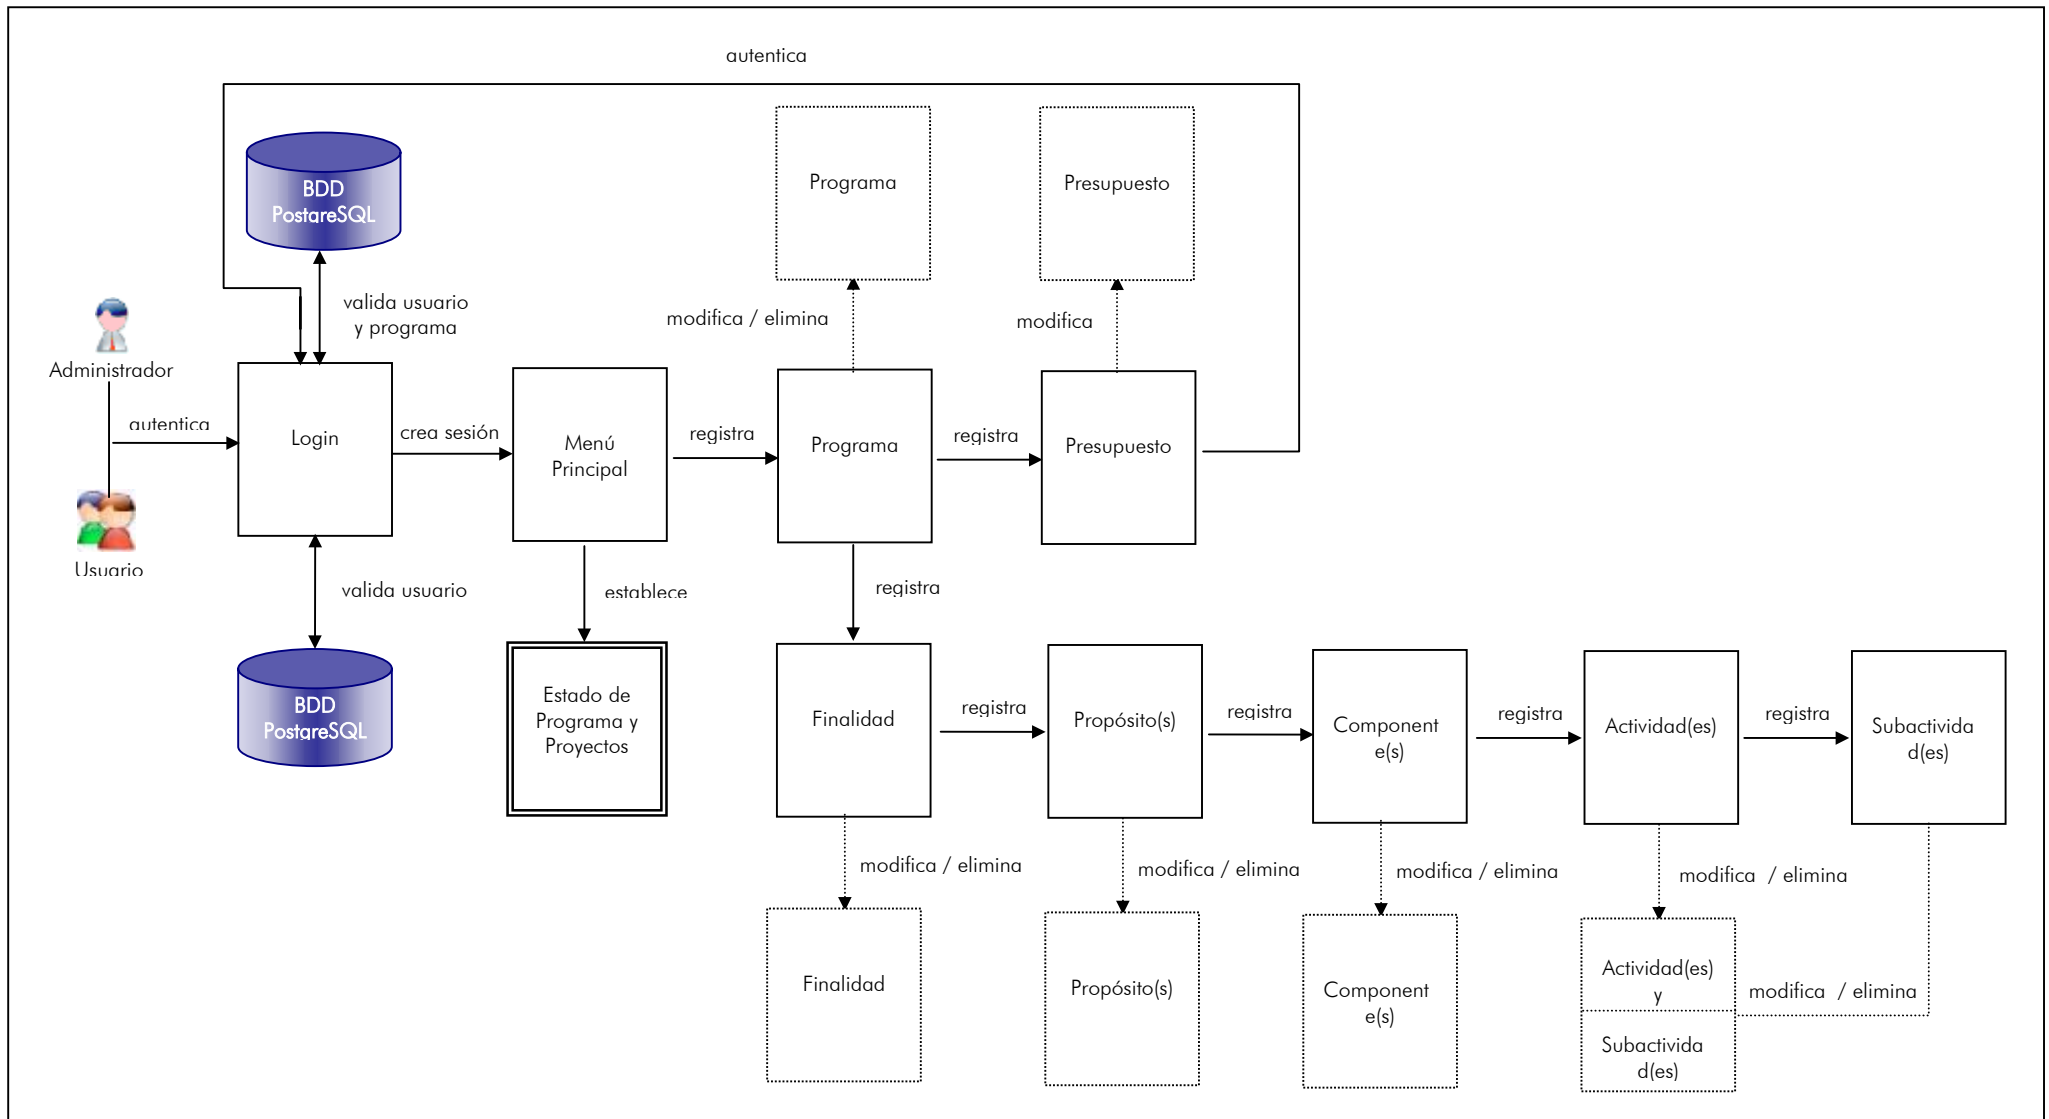 autentica
BDD
PostgreSQL
Programa
Presupuesto
valida usuario
y programa
modifica / elimina
modifica
Administrador
autentica
Login
crea sesión
Menú
Principal
registra
Programa
registra
Presupuesto
Usuario
valida usuario
establece
registra
BDD
PostgreSQL
Estado de
Programa y
Proyectos
Finalidad
registra
Propósito(s)
registra
Component
e(s)
registra
Actividad(es)
registra
Subactivida
d(es)
modifica / elimina
modifica / elimina
modifica / elimina
modifica  / elimina
Finalidad
Propósito(s)
Component
e(s)
Actividad(es)
y
modifica  / elimina
Subactivida
d(es)